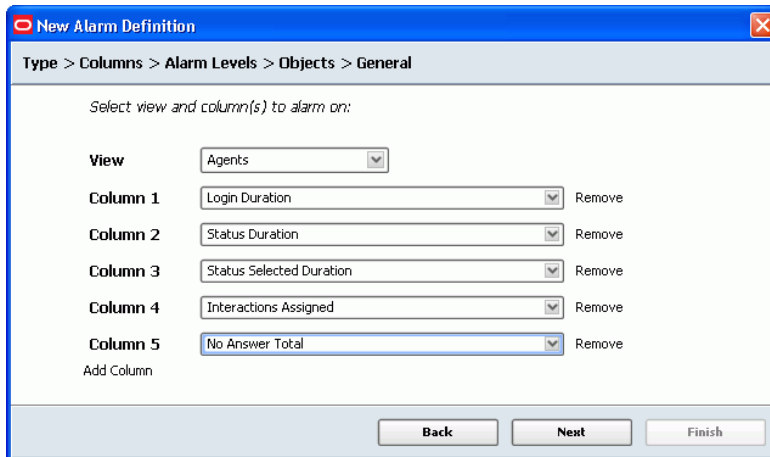 New Alarm Definition
Type > Columns > Alarm Levels > Objects > General
Select view and column(s) to alarm on:
View Agents
Column 1 Login Duration Remove
Column 2 Status Duration Remove
Column 3 Status Selected Duration Remove
Column 4 Interactions Assigned Remove
Column 5 No Answer Total Remove
Add Column
Back Next Finish